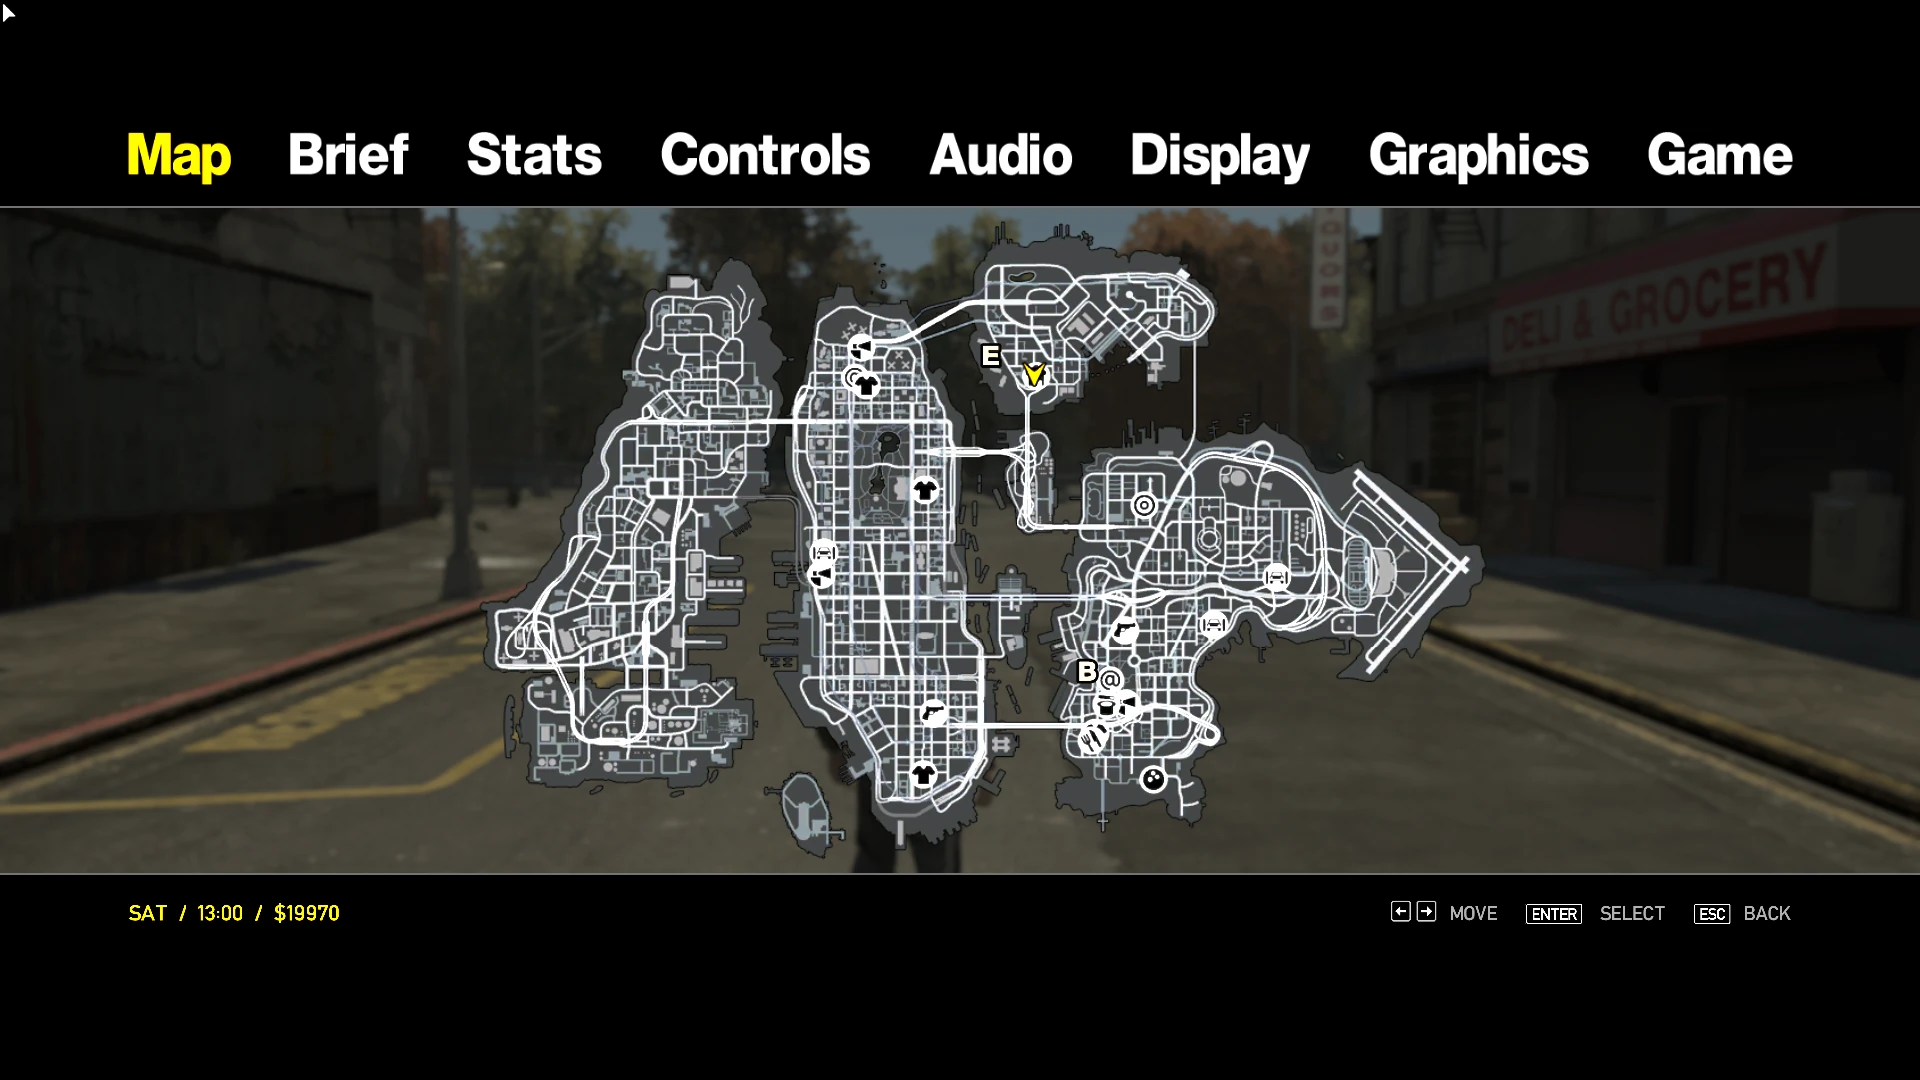 Map Brief Stats Controls Audio Display Graphics Game
DELI & GROCERY
E
B
@
SAT / 13:00 / $19970
MOVE ENTER SELECT ESC BACK